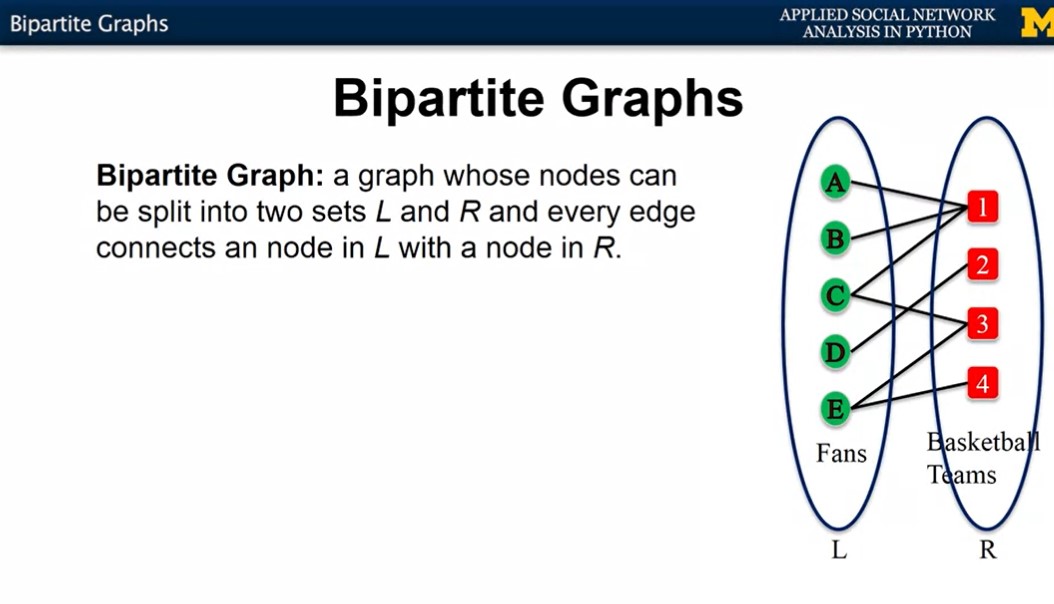 Bipartite Graphs
APPLIED SOCIAL NETWORK
ANALYSIS IN PYTHON
M
Bipartite Graphs
Bipartite Graph: a graph whose nodes can
be split into two sets L and R and every edge
connects an node in L with a node in R.
A
B
C
D
E
Fans
L
1
2
3
4
Basketball
Teams
R